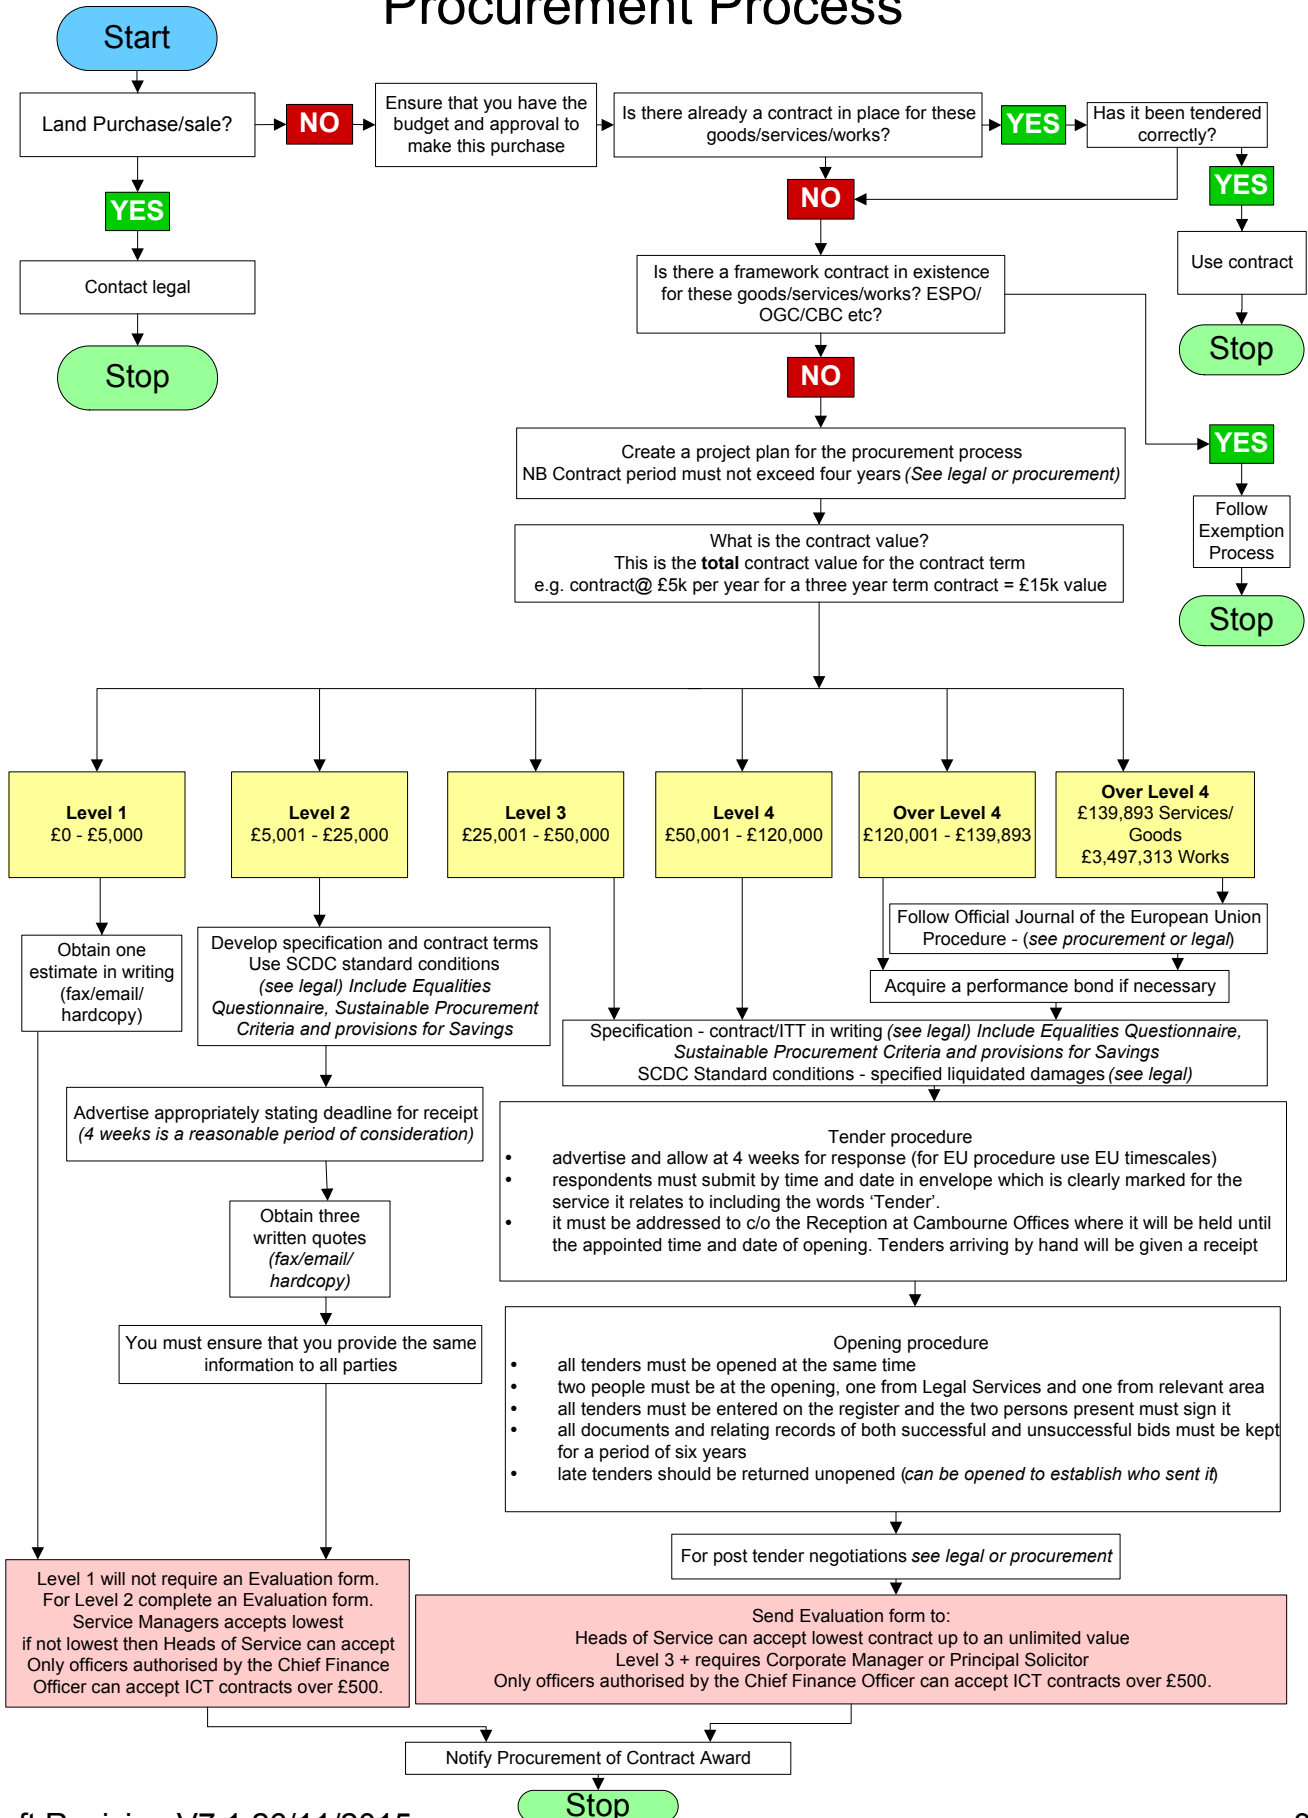 Procurement Process
Start
Land Purchase/sale?
NO
Ensure that you have the
budget and approval to
make this purchase
Is there already a contract in place for these
goods/services/works?
YES
Has it been tendered
correctly?
YES
NO
YES
Contact legal
Use contract
Is there a framework contract in existence
for these goods/services/works? ESPO/
OGC/CBC etc?
Stop
Stop
NO
YES
Create a project plan for the procurement process
NB Contract period must not exceed four years (See legal or procurement)
Follow
Exemption
Process
What is the contract value?
This is the total contract value for the contract term
e.g. contract@ £5k per year for a three year term contract = £15k value
Stop
Level 1
£0 - £5,000
Level 2
£5,001 - £25,000
Level 3
£25,001 - £50,000
Level 4
£50,001 - £120,000
Over Level 4
£120,001 - £139,893
Over Level 4
£139,893 Services/
Goods
£3,497,313 Works
Obtain one
estimate in writing
(fax/email/
hardcopy)
Develop specification and contract terms
Use SCDC standard conditions
(see legal) Include Equalities
Questionnaire, Sustainable Procurement
Criteria and provisions for Savings
Follow Official Journal of the European Union
Procedure - (see procurement or legal)
Acquire a performance bond if necessary
Specification - contract/ITT in writing (see legal) Include Equalities Questionnaire,
Sustainable Procurement Criteria and provisions for Savings
SCDC Standard conditions - specified liquidated damages (see legal)
Advertise appropriately stating deadline for receipt
(4 weeks is a reasonable period of consideration)
Tender procedure
• advertise and allow at 4 weeks for response (for EU procedure use EU timescales)
• respondents must submit by time and date in envelope which is clearly marked for the
service it relates to including the words ‘Tender’.
• it must be addressed to c/o the Reception at Cambourne Offices where it will be held until
the appointed time and date of opening. Tenders arriving by hand will be given a receipt
Obtain three
written quotes
(fax/email/
hardcopy)
You must ensure that you provide the same
information to all parties
Opening procedure
• all tenders must be opened at the same time
• two people must be at the opening, one from Legal Services and one from relevant area
• all tenders must be entered on the register and the two persons present must sign it
• all documents and relating records of both successful and unsuccessful bids must be kept
for a period of six years
• late tenders should be returned unopened (can be opened to establish who sent it)
For post tender negotiations see legal or procurement
Level 1 will not require an Evaluation form.
For Level 2 complete an Evaluation form.
Service Managers accepts lowest
if not lowest then Heads of Service can accept
Only officers authorised by the Chief Finance
Officer can accept ICT contracts over £500.
Send Evaluation form to:
Heads of Service can accept lowest contract up to an unlimited value
Level 3 + requires Corporate Manager or Principal Solicitor
Only officers authorised by the Chief Finance Officer can accept ICT contracts over £500.
Notify Procurement of Contract Award
Stop